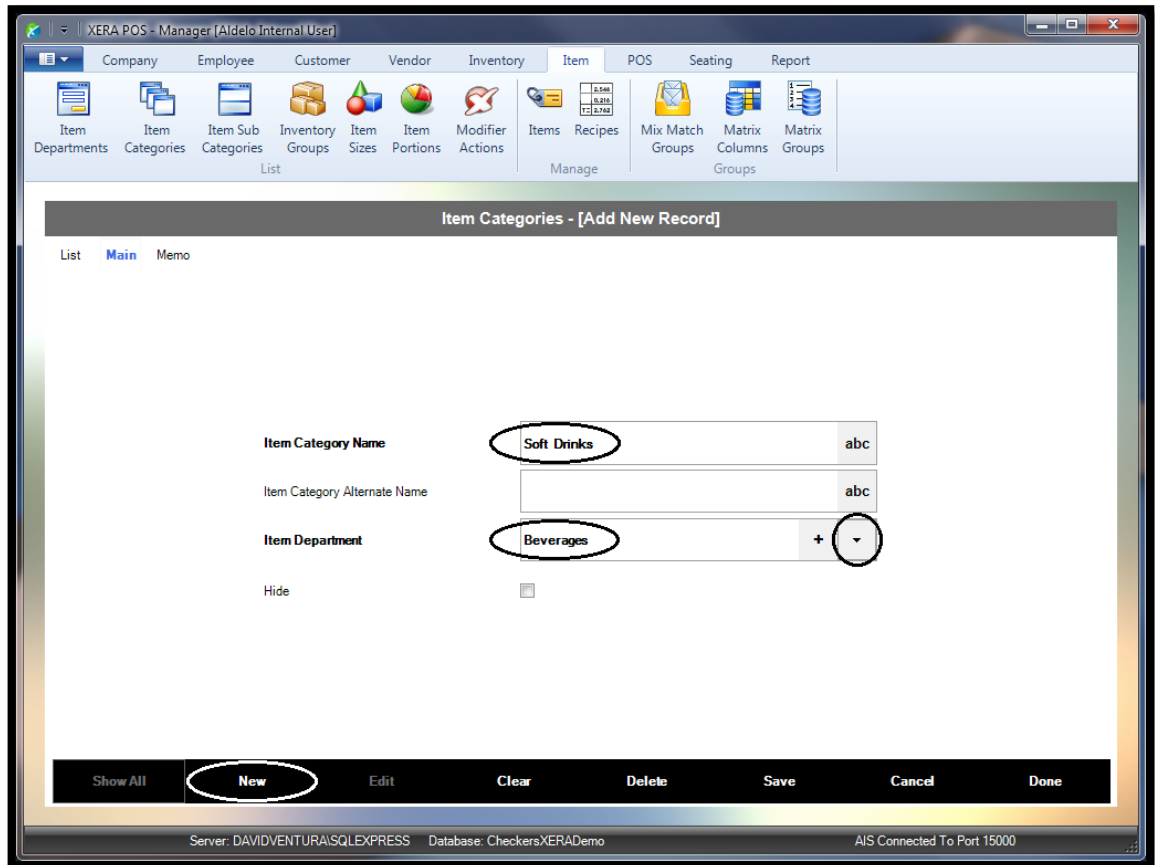 XERA POS - Manager [Aldelo Internal User]
Company Employee Customer Vendor Inventory Item POS Seating Report
Item Departments Item Categories Item Sub Categories Inventory Groups Item Sizes Item Portions Modifier Actions Items Recipes Mix Match Groups Matrix Columns Matrix Groups
List Manage Groups
Item Categories - [Add New Record]
List Main Memo
Item Category Name Soft Drinks abc
Item Category Alternate Name abc
Item Department Beverages +
Hide
Show All New Edit Clear Delete Save Cancel Done
Server: DAVIDVENTURA\SQLEXPRESS Database: CheckersXERADemo AIS Connected To Port 15000